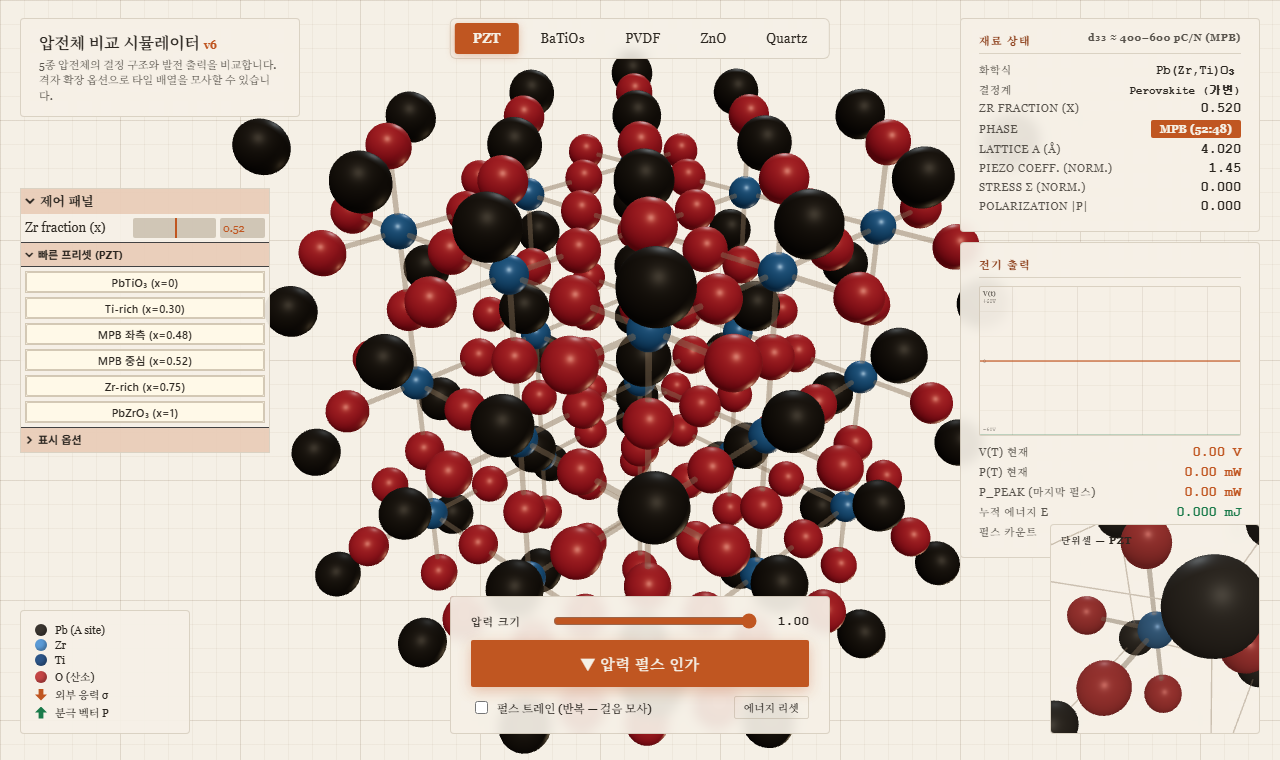 압전체 비교 시뮬레이터 v6
5종 압전체의 결정 구조와 발전 출력을 비교합니다.
격자 확장 옵션으로 타일 배열을 모사할 수 있습니
다.
PZT BaTiO₃ PVDF ZnO Quartz
제어 패널
Zr fraction (x) 0.52
빠른 프리셋 (PZT)
PbTiO₃ (x=0)
Ti-rich (x=0.30)
MPB 좌측 (x=0.48)
MPB 중심 (x=0.52)
Zr-rich (x=0.75)
PbZrO₃ (x=1)
표시 옵션
Pb (A site)
Zr
Ti
O (산소)
외부 응력 σ
분극 벡터 P
압력 크기 1.00
▼ 압력 펄스 인가
펄스 트레인 (반복 — 걸음 모사) 에너지 리셋
재료 상태 d33 ≈ 400–600 pC/N (MPB)
화학식 Pb(Zr,Ti)O₃
결정계 Perovskite (가변)
ZR FRACTION (X) 0.520
PHASE MPB (52:48)
LATTICE A (Å) 4.020
PIEZO COEFF. (NORM.) 1.45
STRESS Σ (NORM.) 0.000
POLARIZATION |P| 0.000
전기 출력
V(t)
V(T) 현재 0.00 V
P(T) 현재 0.00 mW
P_PEAK (마지막 펄스) 0.00 mW
누적 에너지 E 0.000 mJ
펄스 카운트
단위셀 — PZT